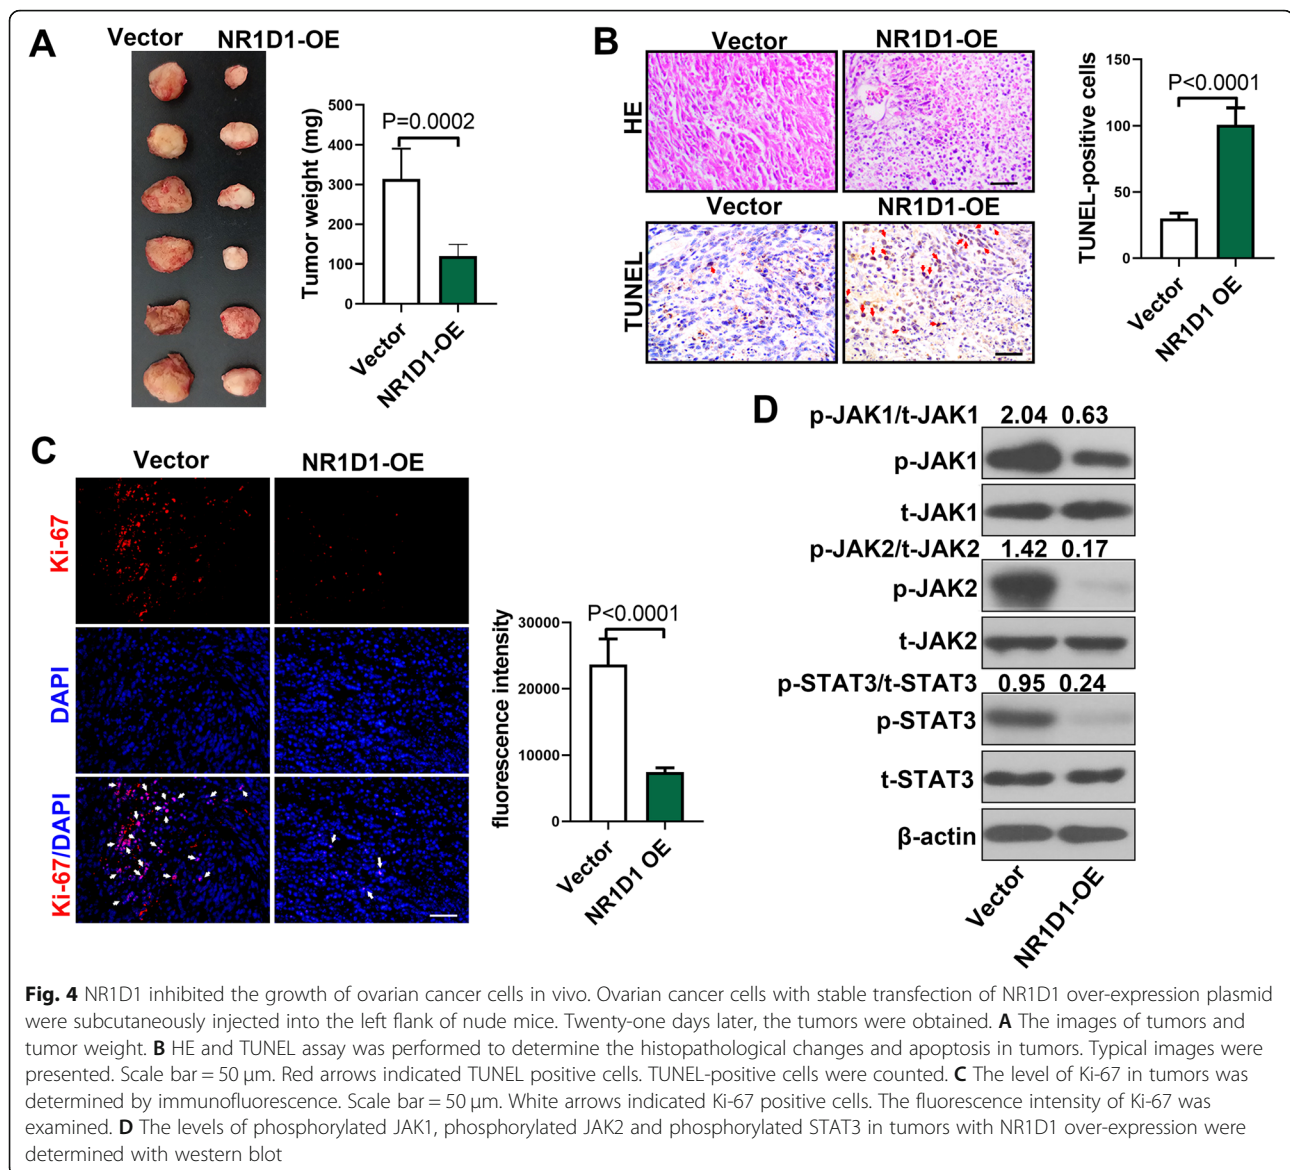 A
Vector
NR1D1-OE
Tumor weight (mg)
500
400
300
200
100
0
P=0.0002
Vector
NR1D1-OE
B
Vector
NR1D1-OE
HE
Vector
NR1D1-OE
TUNEL
TUNEL-positive cells
150
100
50
0
P<0.0001
Vector
NR1D1 OE
C
Vector
NR1D1-OE
Ki-67
DAPI
Ki-67/DAPI
fluorescence intensity
30000
20000
10000
0
P<0.0001
Vector
NR1D1 OE
D
p-JAK1/t-JAK1 2.04 0.63
p-JAK1
t-JAK1
p-JAK2/t-JAK2 1.42 0.17
p-JAK2
t-JAK2
p-STAT3/t-STAT3 0.95 0.24
p-STAT3
t-STAT3
β-actin
Vector
NR1D1-OE
Fig. 4 NR1D1 inhibited the growth of ovarian cancer cells in vivo. Ovarian cancer cells with stable transfection of NR1D1 over-expression plasmid
were subcutaneously injected into the left flank of nude mice. Twenty-one days later, the tumors were obtained. A The images of tumors and
tumor weight. B HE and TUNEL assay was performed to determine the histopathological changes and apoptosis in tumors. Typical images were
presented. Scale bar = 50 μm. Red arrows indicated TUNEL positive cells. TUNEL-positive cells were counted. C The level of Ki-67 in tumors was
determined by immunofluorescence. Scale bar = 50 μm. White arrows indicated Ki-67 positive cells. The fluorescence intensity of Ki-67 was
examined. D The levels of phosphorylated JAK1, phosphorylated JAK2 and phosphorylated STAT3 in tumors with NR1D1 over-expression were
determined with western blot